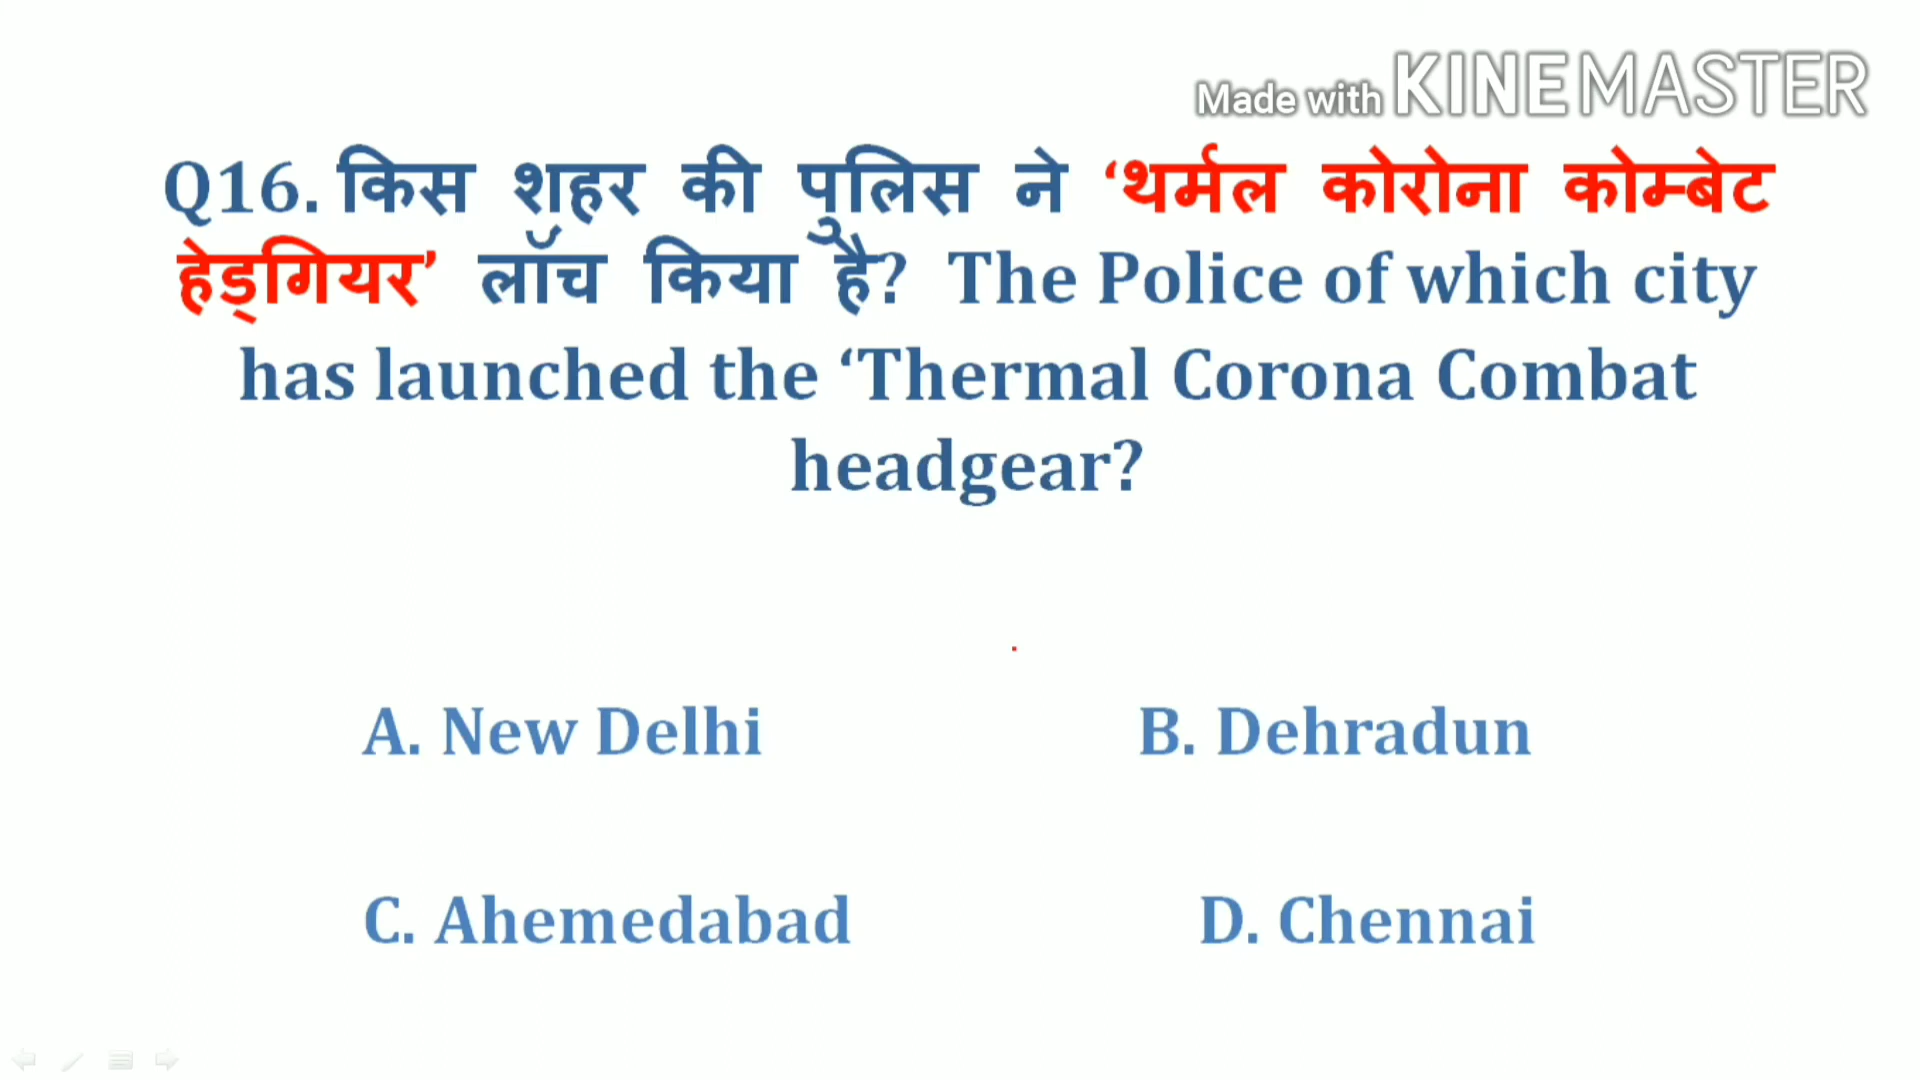 Made with KINEMASTER
Q16. किस शहर की पुलिस ने ‘थर्मल कोरोना कोम्बेट
हेड्गियर’ लॉच किया है? The Police of which city
has launched the ‘Thermal Corona Combat
headgear?
A. New Delhi B. Dehradun
C. Ahemedabad D. Chennai